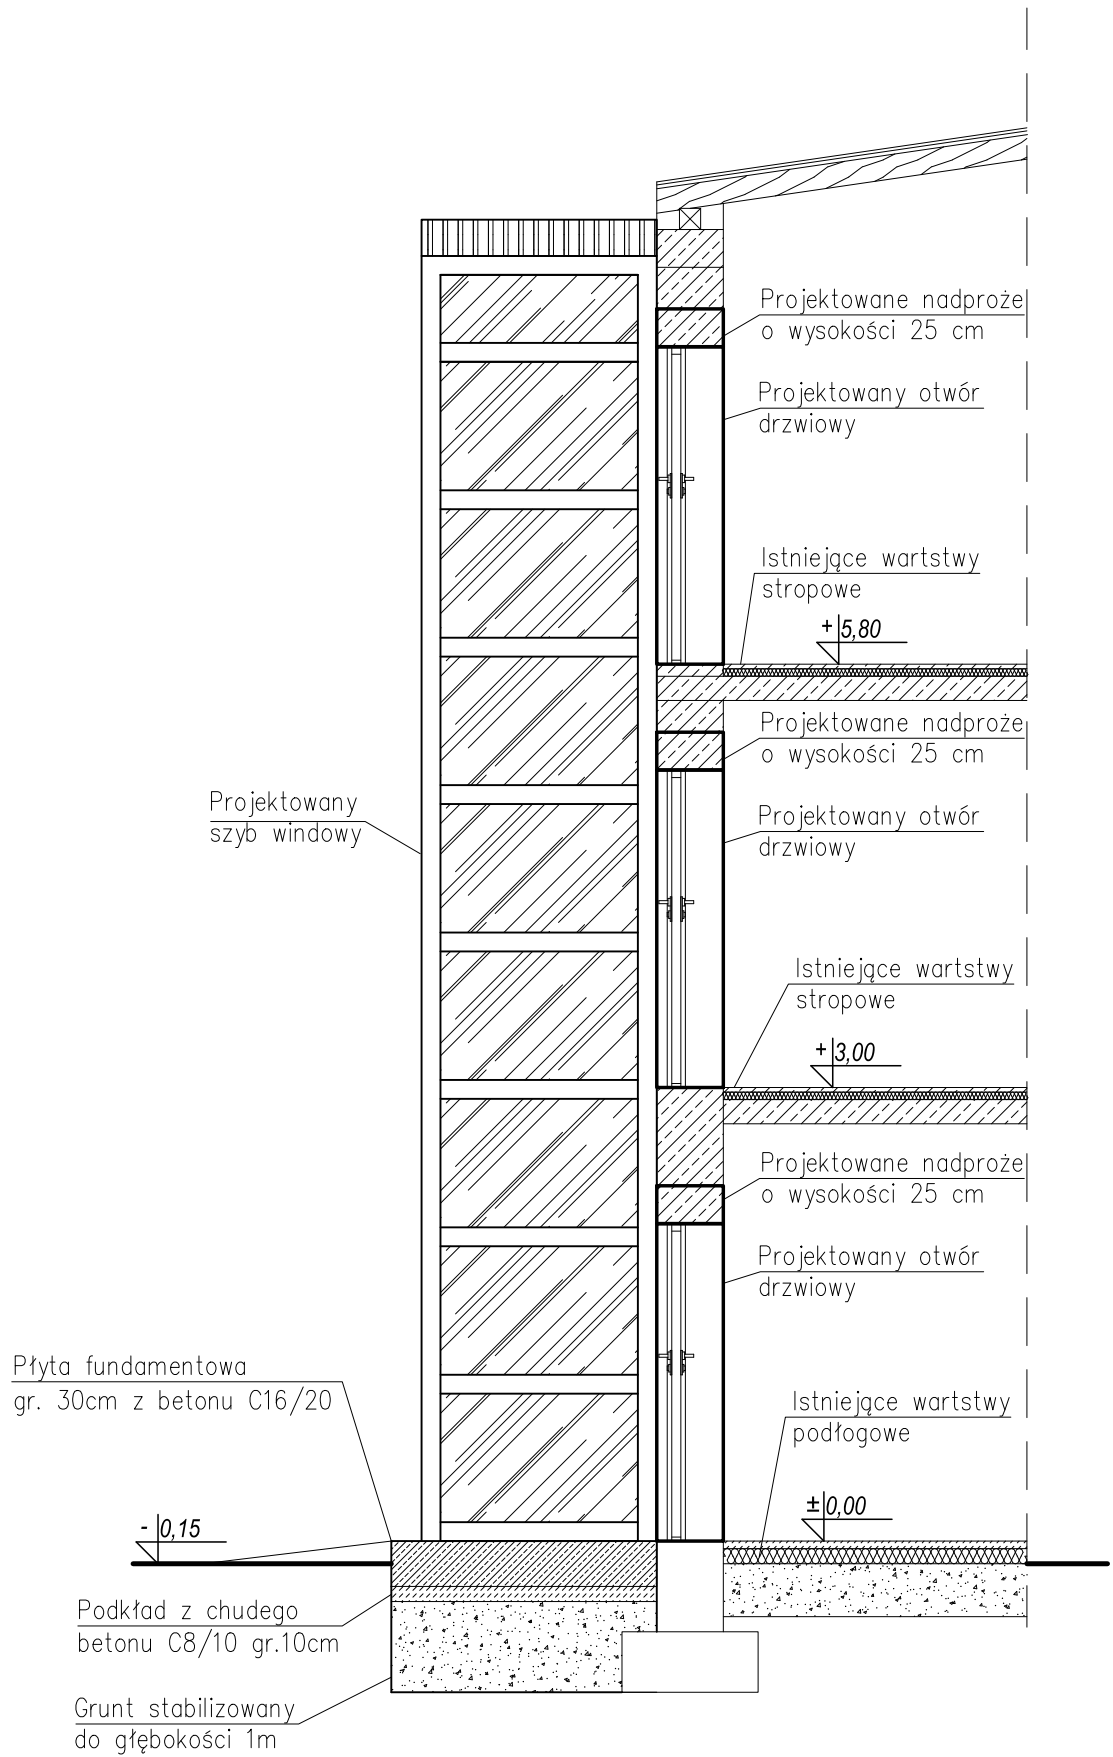 Projektowane nadproże
o wysokości 25 cm
Projektowany otwór
drzwiowy
Istniejące wartstwy
stropowe
+5,80
Projektowane nadproże
o wysokości 25 cm
Projektowany
szyb windowy
Projektowany otwór
drzwiowy
Istniejące wartstwy
stropowe
+3,00
Projektowane nadproże
o wysokości 25 cm
Projektowany otwór
drzwiowy
Płyta fundamentowa
gr. 30cm z betonu C16/20
Istniejące wartstwy
podłogowe
±0,00
-0,15
Podkład z chudego
betonu C8/10 gr.10cm
Grunt stabilizowany
do głębokości 1m